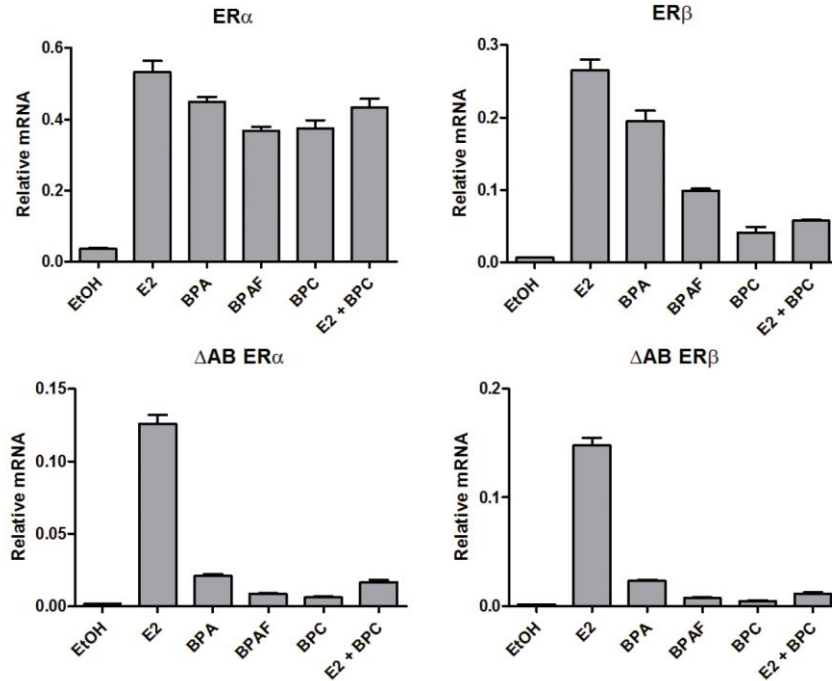 ERα
Relative mRNA
0.6
0.4
0.2
0.0
EtOH
E2
BPA
BPAF
BPC
E2 + BPC
ERβ
Relative mRNA
0.3
0.2
0.1
0.0
EtOH
E2
BPA
BPAF
BPC
E2 + BPC
ΔAB ERα
Relative mRNA
0.15
0.10
0.05
0.00
EtOH
E2
BPA
BPAF
BPC
E2 + BPC
ΔAB ERβ
Relative mRNA
0.2
0.1
0.0
EtOH
E2
BPA
BPAF
BPC
E2 + BPC